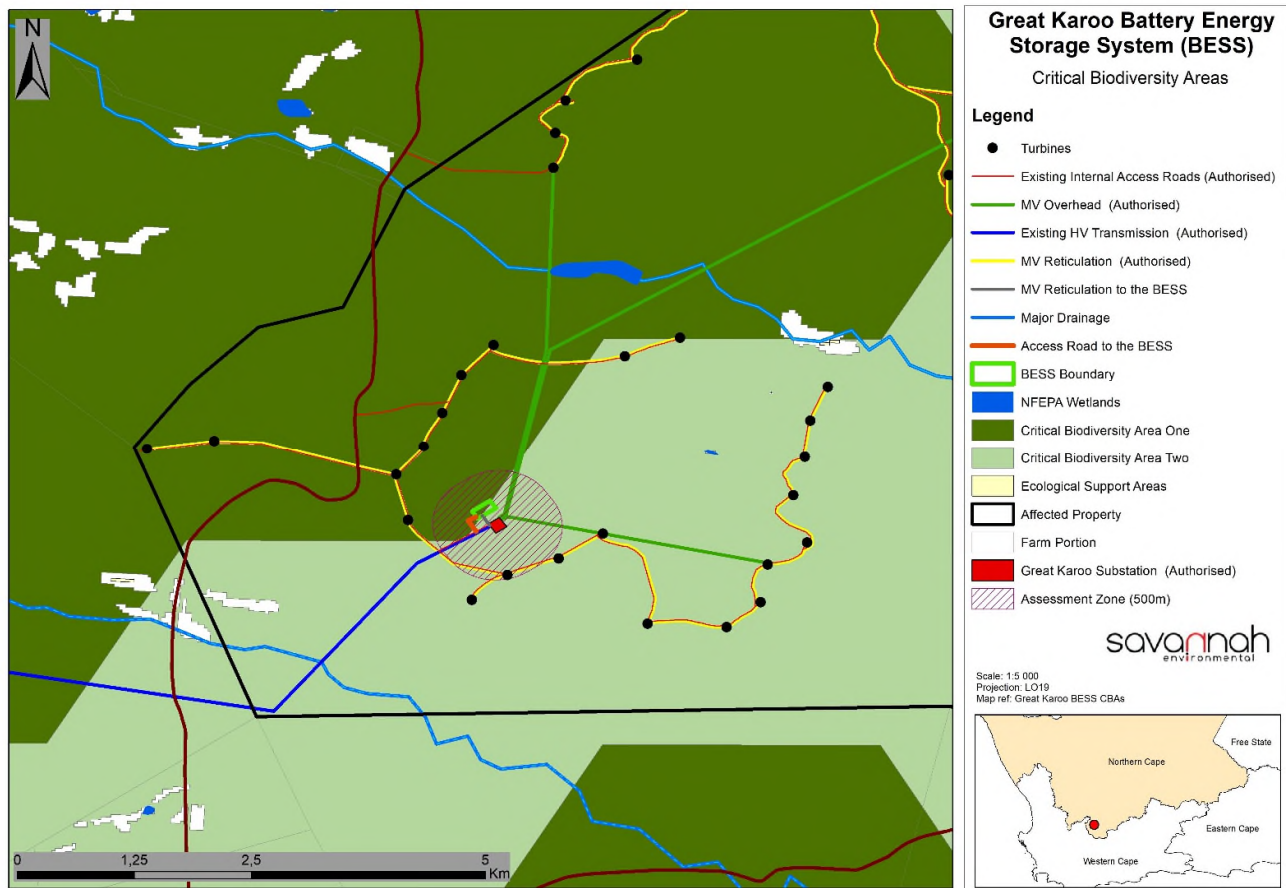 N
0
1,25
2,5
5
Km
Great Karoo Battery Energy
Storage System (BESS)
Critical Biodiversity Areas
Legend
Turbines
Existing Internal Access Roads (Authorised)
MV Overhead (Authorised)
Existing HV Transmission (Authorised)
MV Reticulation (Authorised)
MV Reticulation to the BESS
Major Drainage
Access Road to the BESS
BESS Boundary
NFEPA Wetlands
Critical Biodiversity Area One
Critical Biodiversity Area Two
Ecological Support Areas
Affected Property
Farm Portion
Great Karoo Substation (Authorised)
Assessment Zone (500m)
savannah
environmental
Scale: 1:5 000
Projection: LO19
Map ref: Great Karoo BESS CBAs
Free State
Northern Cape
Eastern Cape
Western Cape